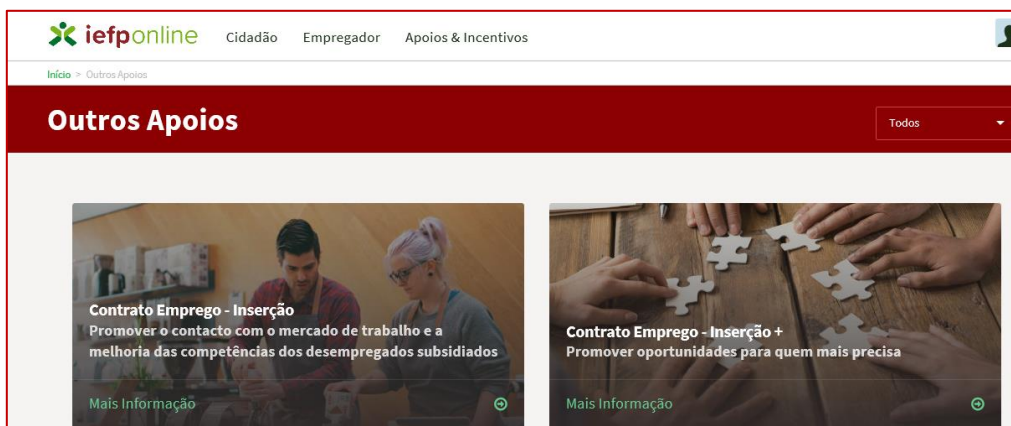 iefponline Cidadão Empregador Apoios & Incentivos
Início > Outros Apoios
Outros Apoios
Todos
Contrato Emprego - Inserção
Promover o contacto com o mercado de trabalho e a
melhoria das competências dos desempregados subsidiados
Mais Informação
Contrato Emprego - Inserção +
Promover oportunidades para quem mais precisa
Mais Informação